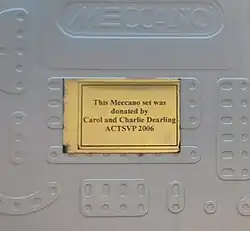 MECCANO
This Meccano set was
donated by
Carol and Charlie Dearling
ACTSVP 2006